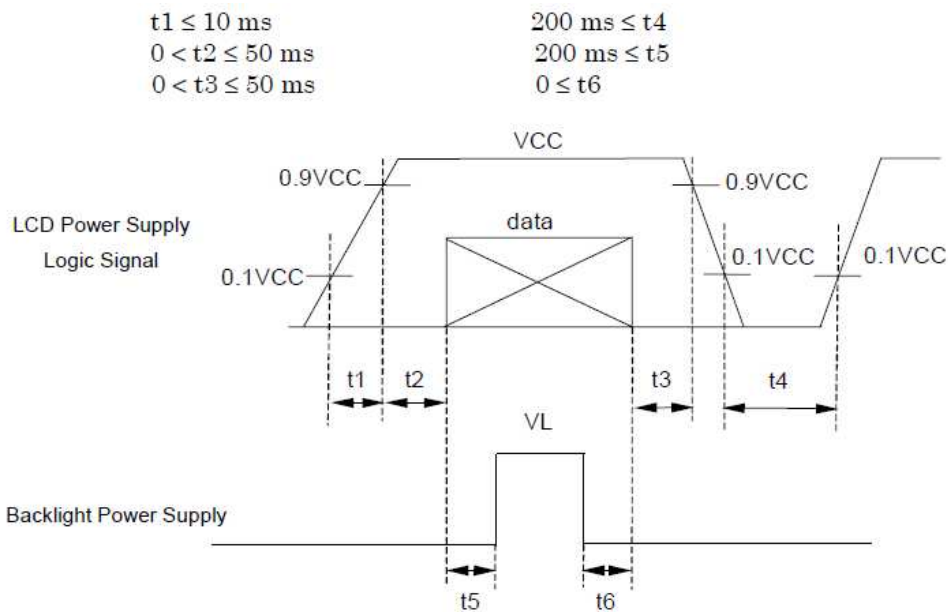 t1 ≤ 10 ms
200 ms ≤ t4
0 < t2 ≤ 50 ms
200 ms ≤ t5
0 < t3 ≤ 50 ms
0 ≤ t6
VCC
0.9VCC
0.9VCC
LCD Power Supply
Logic Signal
data
0.1VCC
0.1VCC
0.1VCC
t1
t2
t3
t4
VL
Backlight Power Supply
t5
t6